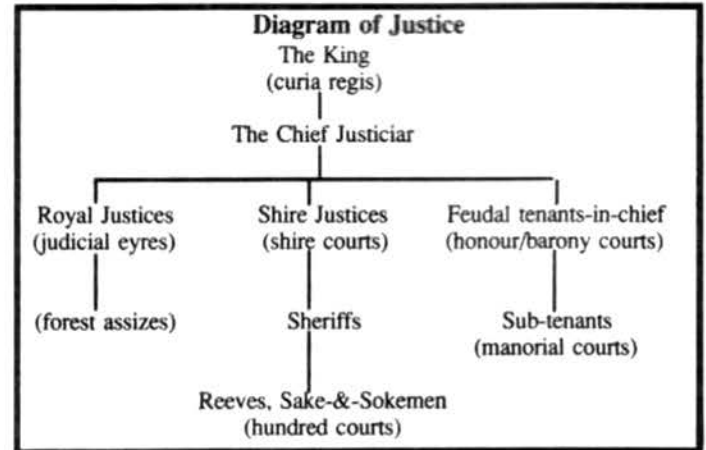 Diagram of Justice
The King
(curia regis)
The Chief Justiciar
Royal Justices
(judicial eyres)
Shire Justices
(shire courts)
Feudal tenants-in-chief
(honour/barony courts)
(forest assizes)
Sheriffs
Sub-tenants
(manorial courts)
Reeves, Sake-&-Sokemen
(hundred courts)